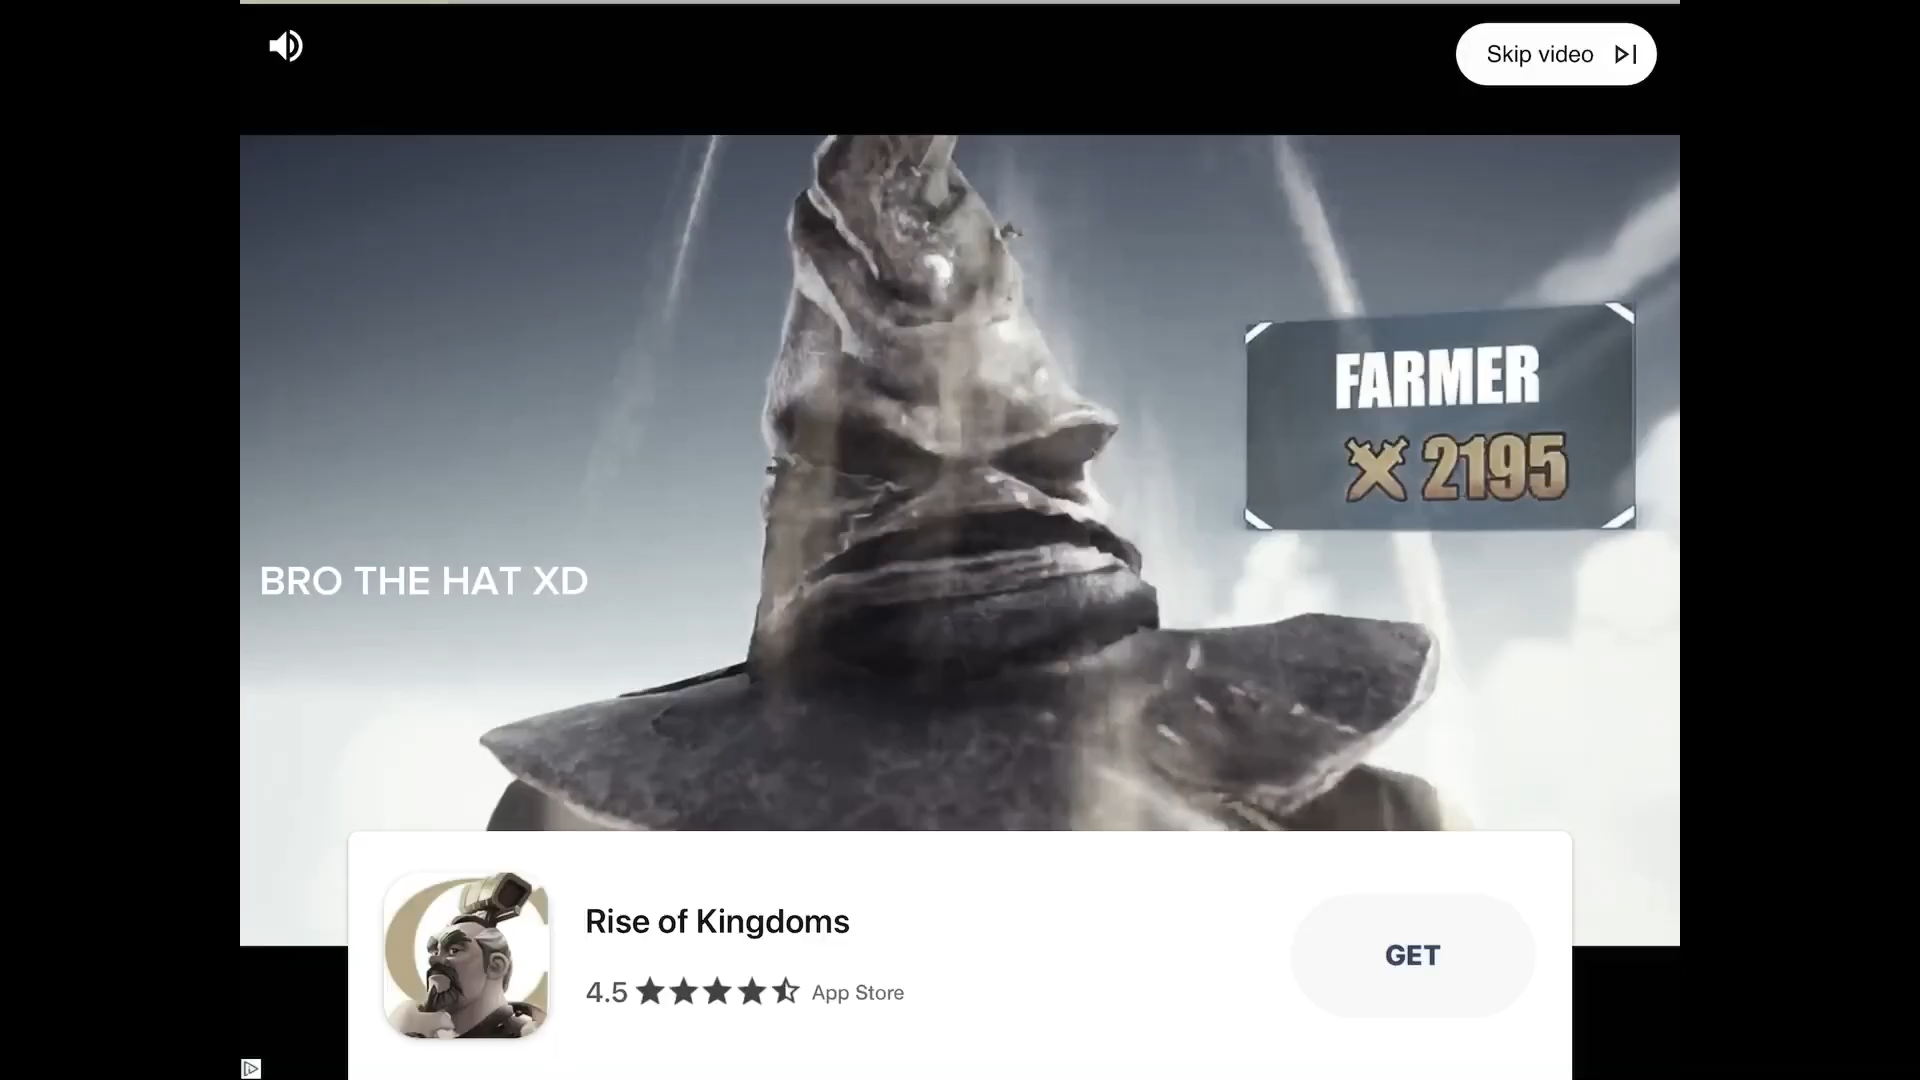 Skip video
FARMER
2195
BRO THE HAT XD
Rise of Kingdoms
4.5
App Store
GET